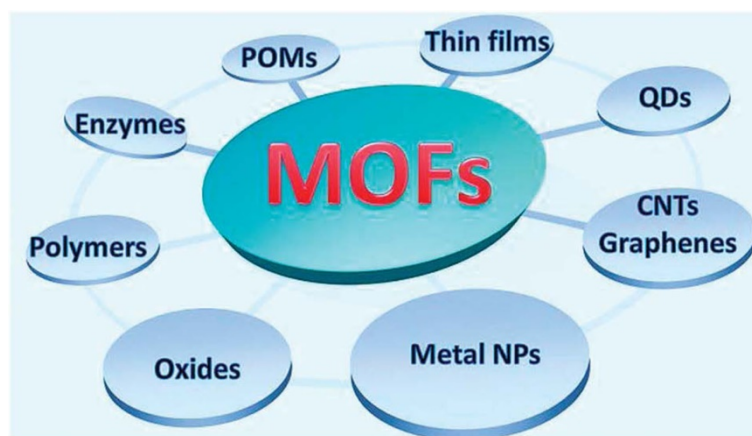 Thin films
POMs
QDs
Enzymes
MOFs
CNTs
Graphenes
Polymers
Metal NPs
Oxides